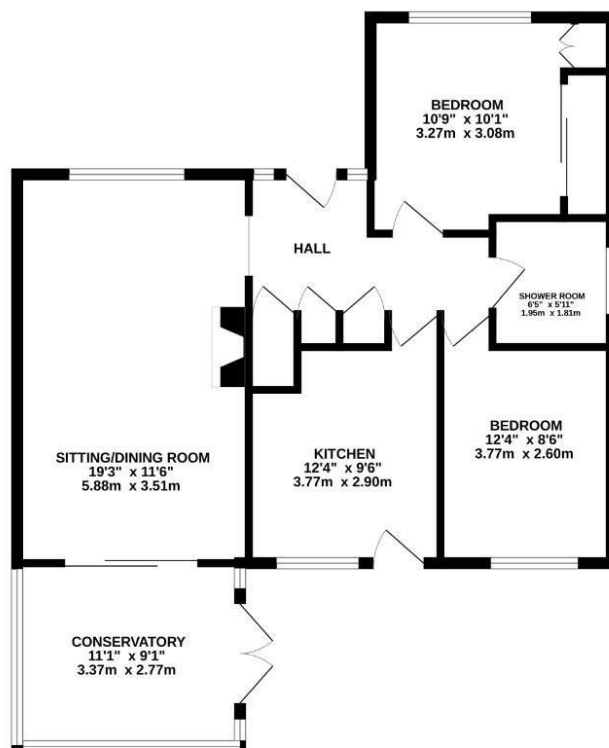 BEDROOM
10'9" x 10'1"
3.27m x 3.08m
HALL
SHOWER ROOM
6'5" x 5'11"
1.95m x 1.81m
SITTING/DINING ROOM
19'3" x 11'6"
5.88m x 3.51m
KITCHEN
12'4" x 9'6"
3.77m x 2.90m
BEDROOM
12'4" x 8'6"
3.77m x 2.60m
CONSERVATORY
11'1" x 9'1"
3.37m x 2.77m